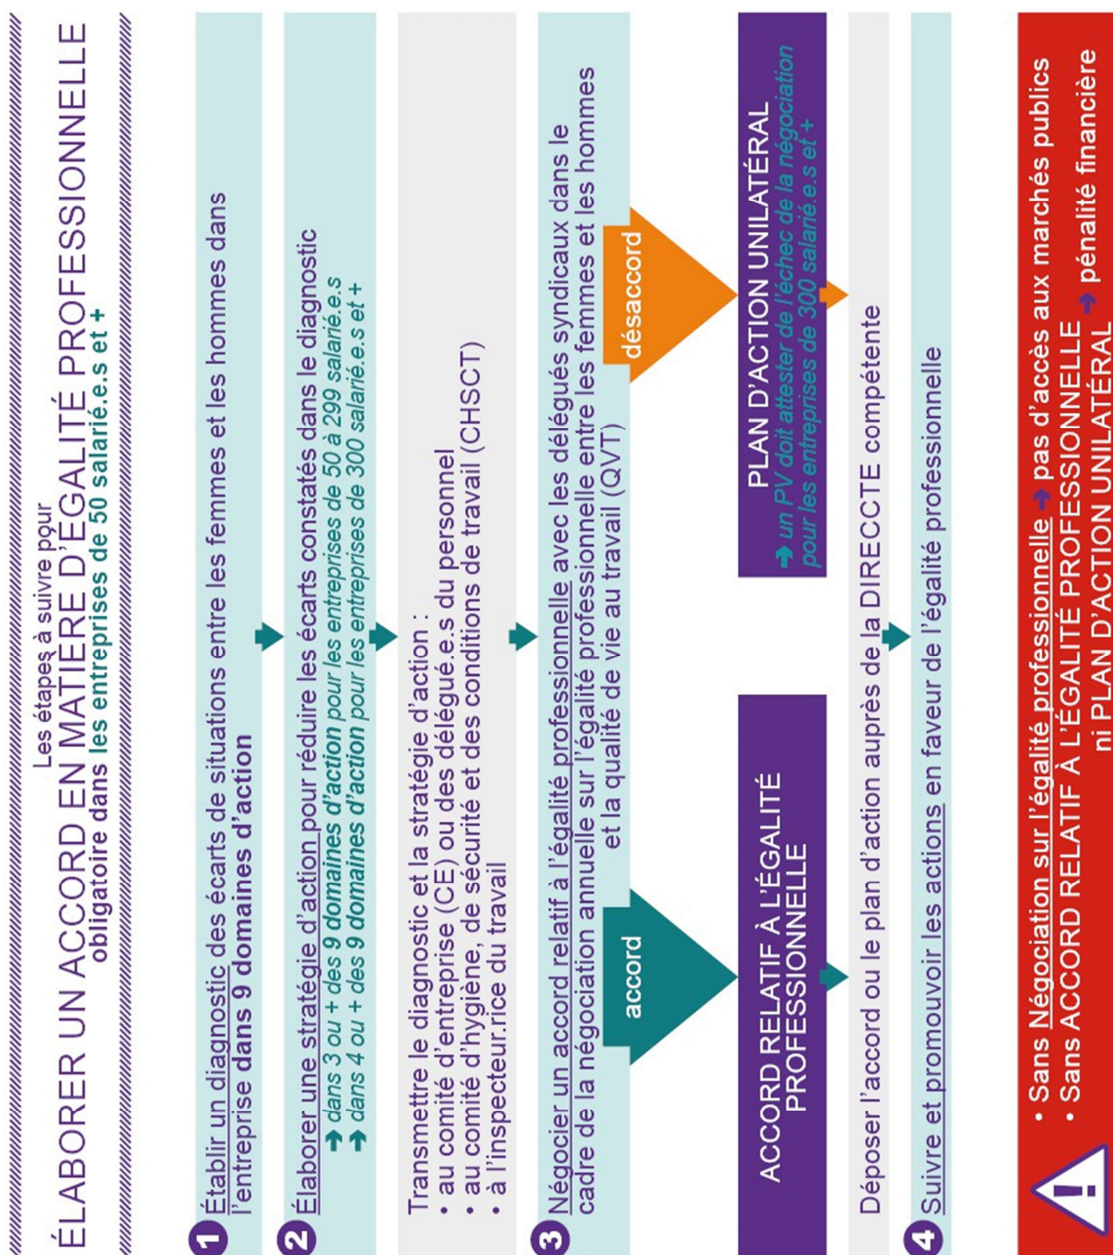 Les étapes à suivre pour
ÉLABORER UN ACCORD EN MATIÈRE D'ÉGALITÉ PROFESSIONNELLE
obligatoire dans les entreprises de 50 salarié.e.s et +
1 Établir un diagnostic des écarts de situations entre les femmes et les hommes dans
l'entreprise dans 9 domaines d'action
2 Élaborer une stratégie d'action pour réduire les écarts constatés dans le diagnostic
➔ dans 3 ou + des 9 domaines d'action pour les entreprises de 50 à 299 salarié.e.s
➔ dans 4 ou + des 9 domaines d'action pour les entreprises de 300 salarié.e.s et +
Transmettre le diagnostic et la stratégie d'action :
• au comité d'entreprise (CE) ou des délégué.e.s du personnel
• au comité d'hygiène, de sécurité et des conditions de travail (CHSCT)
• à l'inspecteur.rice du travail
3 Négocier un accord relatif à l'égalité professionnelle avec les délégués syndicaux dans le
cadre de la négociation annuelle sur l'égalité professionnelle entre les femmes et les hommes
et la qualité de vie au travail (QVT)
accord
désaccord
ACCORD RELATIF À L'ÉGALITÉ
PROFESSIONNELLE
PLAN D'ACTION UNILATÉRAL
➔ un PV doit attester de l'échec de la négociation
pour les entreprises de 300 salarié.e.s et +
Déposer l'accord ou le plan d'action auprès de la DIRECCTE compétente
4 Suivre et promouvoir les actions en faveur de l'égalité professionnelle
!
• Sans Négociation sur l'égalité professionnelle ➔ pas d'accès aux marchés publics
• Sans ACCORD RELATIF À L'ÉGALITÉ PROFESSIONNELLE
ni PLAN D'ACTION UNILATÉRAL ➔ pénalité financière